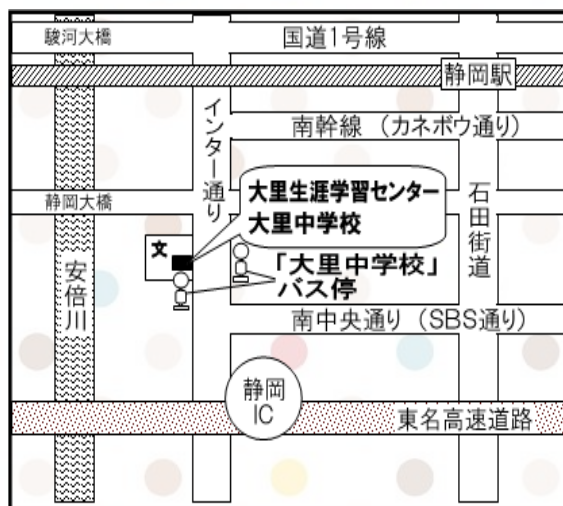 駿河大橋
国道1号線
静岡駅
インター通り
南幹線（カネボウ通り）
大里生涯学習センター
大里中学校
静岡大橋
石田街道
文
「大里中学校」
バス停
安倍川
南中央通り（SBS通り）
静岡
IC
東名高速道路